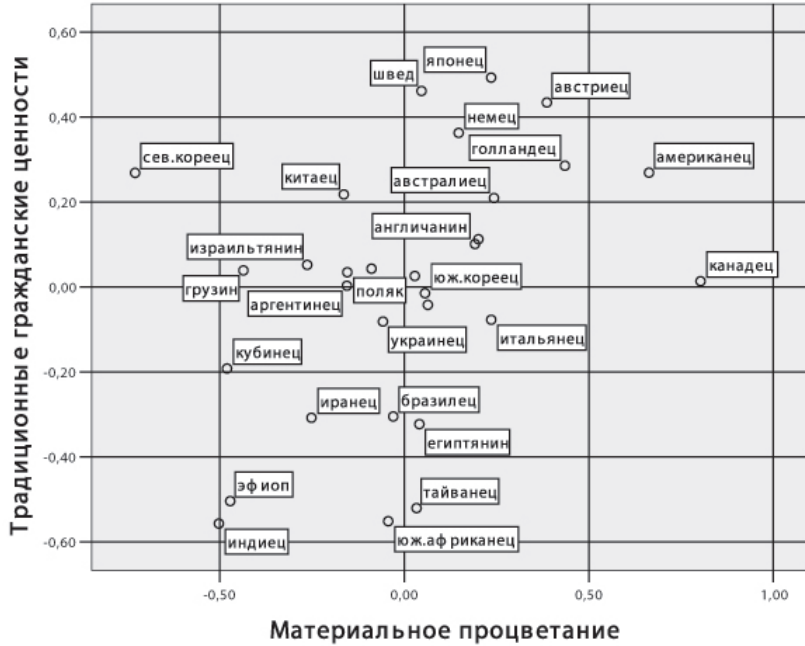 Традиционные гражданские ценности
0,60
0,40
0,20
0,00
-0,20
-0,40
-0,60
японец
швед
австриец
немец
голландец
сев.кореец
американец
китаец
австралиец
англичанин
израильтянин
канадец
юж.кореец
грузин
поляк
аргентинец
украинец
итальянец
кубинец
иранец
бразилец
египтянин
эфиоп
тайванец
индиец
юж.африканец
-0,50
0,00
0,50
1,00
Материальное процветание